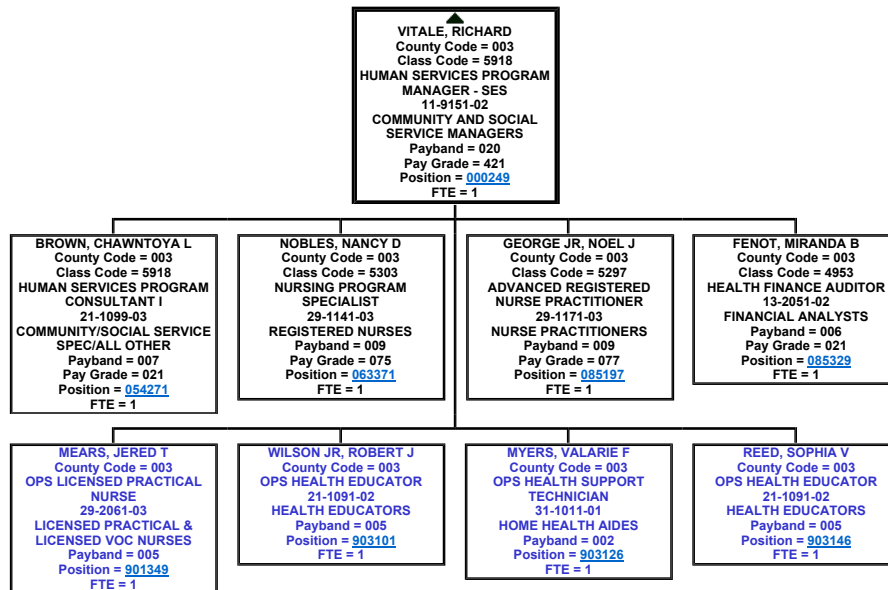 VITALE, RICHARD
County Code = 003
Class Code = 5918
HUMAN SERVICES PROGRAM
MANAGER - SES
11-9151-02
COMMUNITY AND SOCIAL
SERVICE MANAGERS
Payband = 020
Pay Grade = 421
Position = 000249
FTE = 1
BROWN, CHAWNTOYA L
County Code = 003
Class Code = 5918
HUMAN SERVICES PROGRAM
CONSULTANT I
21-1099-03
COMMUNITY/SOCIAL SERVICE
SPEC/ALL OTHER
Payband = 007
Pay Grade = 021
Position = 054271
FTE = 1
NOBLES, NANCY D
County Code = 003
Class Code = 5303
NURSING PROGRAM
SPECIALIST
29-1141-03
REGISTERED NURSES
Payband = 009
Pay Grade = 075
Position = 063371
FTE = 1
GEORGE JR, NOEL J
County Code = 003
Class Code = 5297
ADVANCED REGISTERED
NURSE PRACTITIONER
29-1171-03
NURSE PRACTITIONERS
Payband = 009
Pay Grade = 077
Position = 085197
FTE = 1
FENOT, MIRANDA B
County Code = 003
Class Code = 4953
HEALTH FINANCE AUDITOR
13-2051-02
FINANCIAL ANALYSTS
Payband = 006
Pay Grade = 021
Position = 085329
FTE = 1
MEARS, JERED T
County Code = 003
OPS LICENSED PRACTICAL
NURSE
29-2061-03
LICENSED PRACTICAL &
LICENSED VOC NURSES
Payband = 005
Position = 901349
FTE = 1
WILSON JR, ROBERT J
County Code = 003
OPS HEALTH EDUCATOR
21-1091-02
HEALTH EDUCATORS
Payband = 005
Position = 903101
FTE = 1
MYERS, VALARIE F
County Code = 003
OPS HEALTH SUPPORT
TECHNICIAN
31-1011-01
HOME HEALTH AIDES
Payband = 002
Position = 903126
FTE = 1
REED, SOPHIA V
County Code = 003
OPS HEALTH EDUCATOR
21-1091-02
HEALTH EDUCATORS
Payband = 005
Position = 903146
FTE = 1